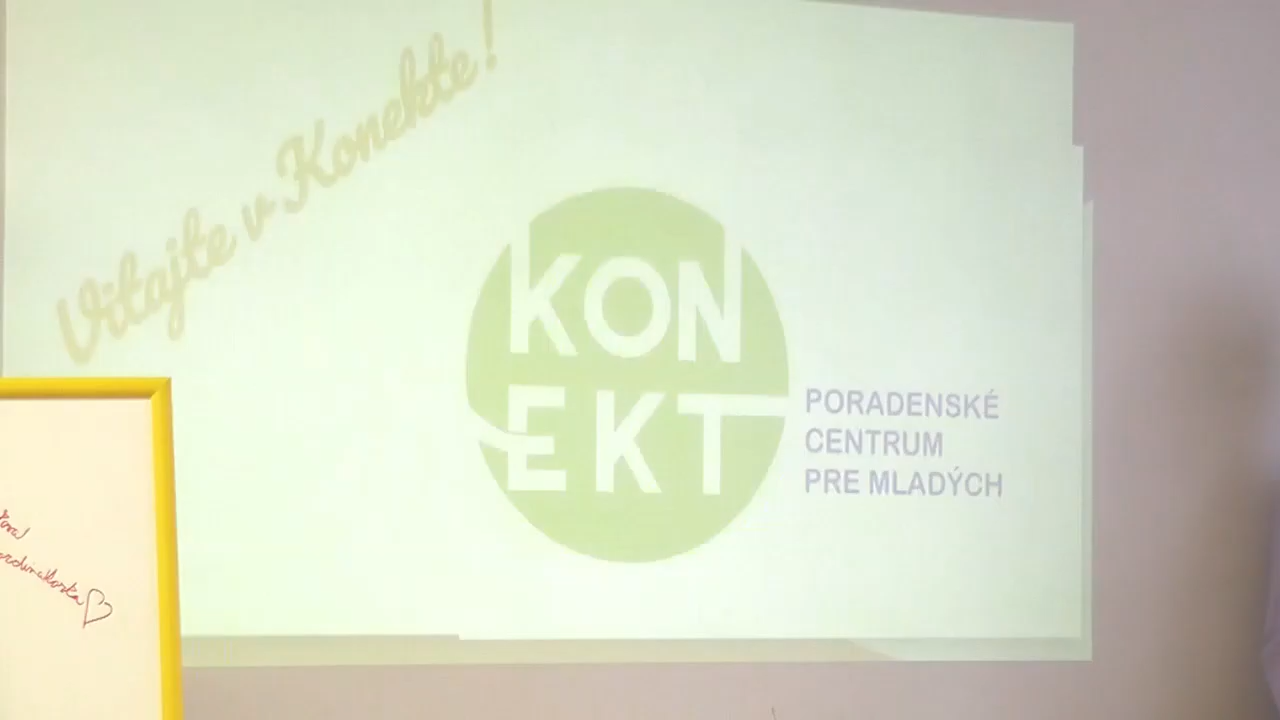 Vitajte v Konekte!
KON
EKT
PORADENSKÉ
CENTRUM
PRE MLADÝCH